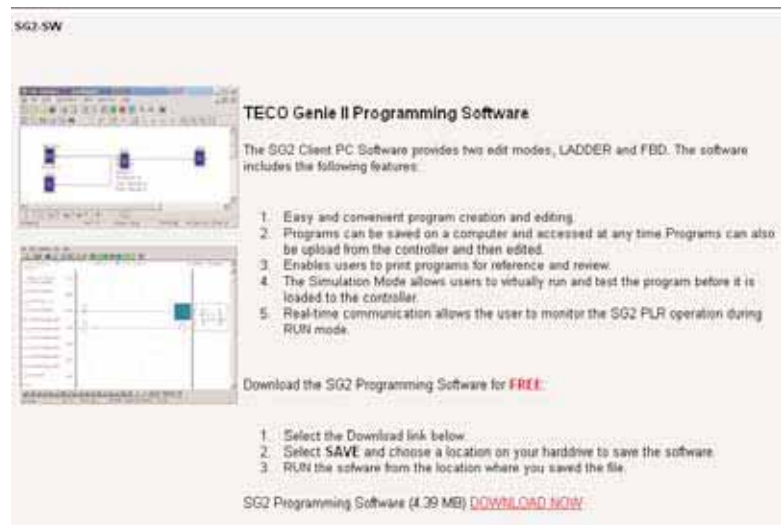 SG2-SW
TECO Genie II Programming Software
The SG2 Client PC Software provides two edit modes, LADDER and FBD. The software
includes the following features:
1. Easy and convenient program creation and editing.
2. Programs can be saved on a computer and accessed at any time Programs can also
be upload from the controller and then edited.
3. Enables users to print programs for reference and review.
4. The Simulation Mode allows users to virtually run and test the program before it is
loaded to the controller.
5. Real-time communication allows the user to monitor the SG2 PLR operation during
RUN mode.
Download the SG2 Programming Software for FREE:
1. Select the Download link below
2. Select SAVE and choose a location on your harddrive to save the software.
3. RUN the sofware from the location where you saved the file.
SG2 Programming Software (4.39 MB) DOWNLOAD NOW